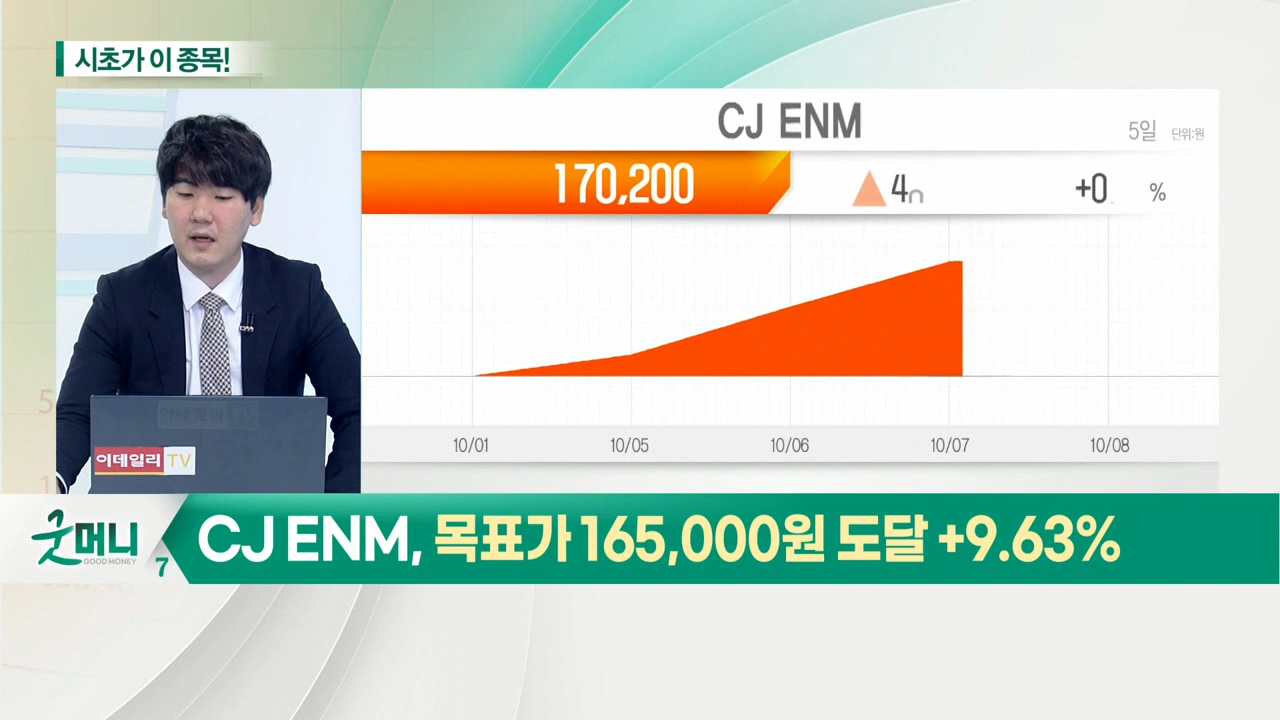 시초가 이 종목!
CJ ENM
5일 단위:원
170,200
▲4
+0 %
10/01 10/05 10/06 10/07 10/08
이데일리 TV
굿머니
GOOD MONEY
7
CJ ENM, 목표가 165,000원 도달 +9.63%